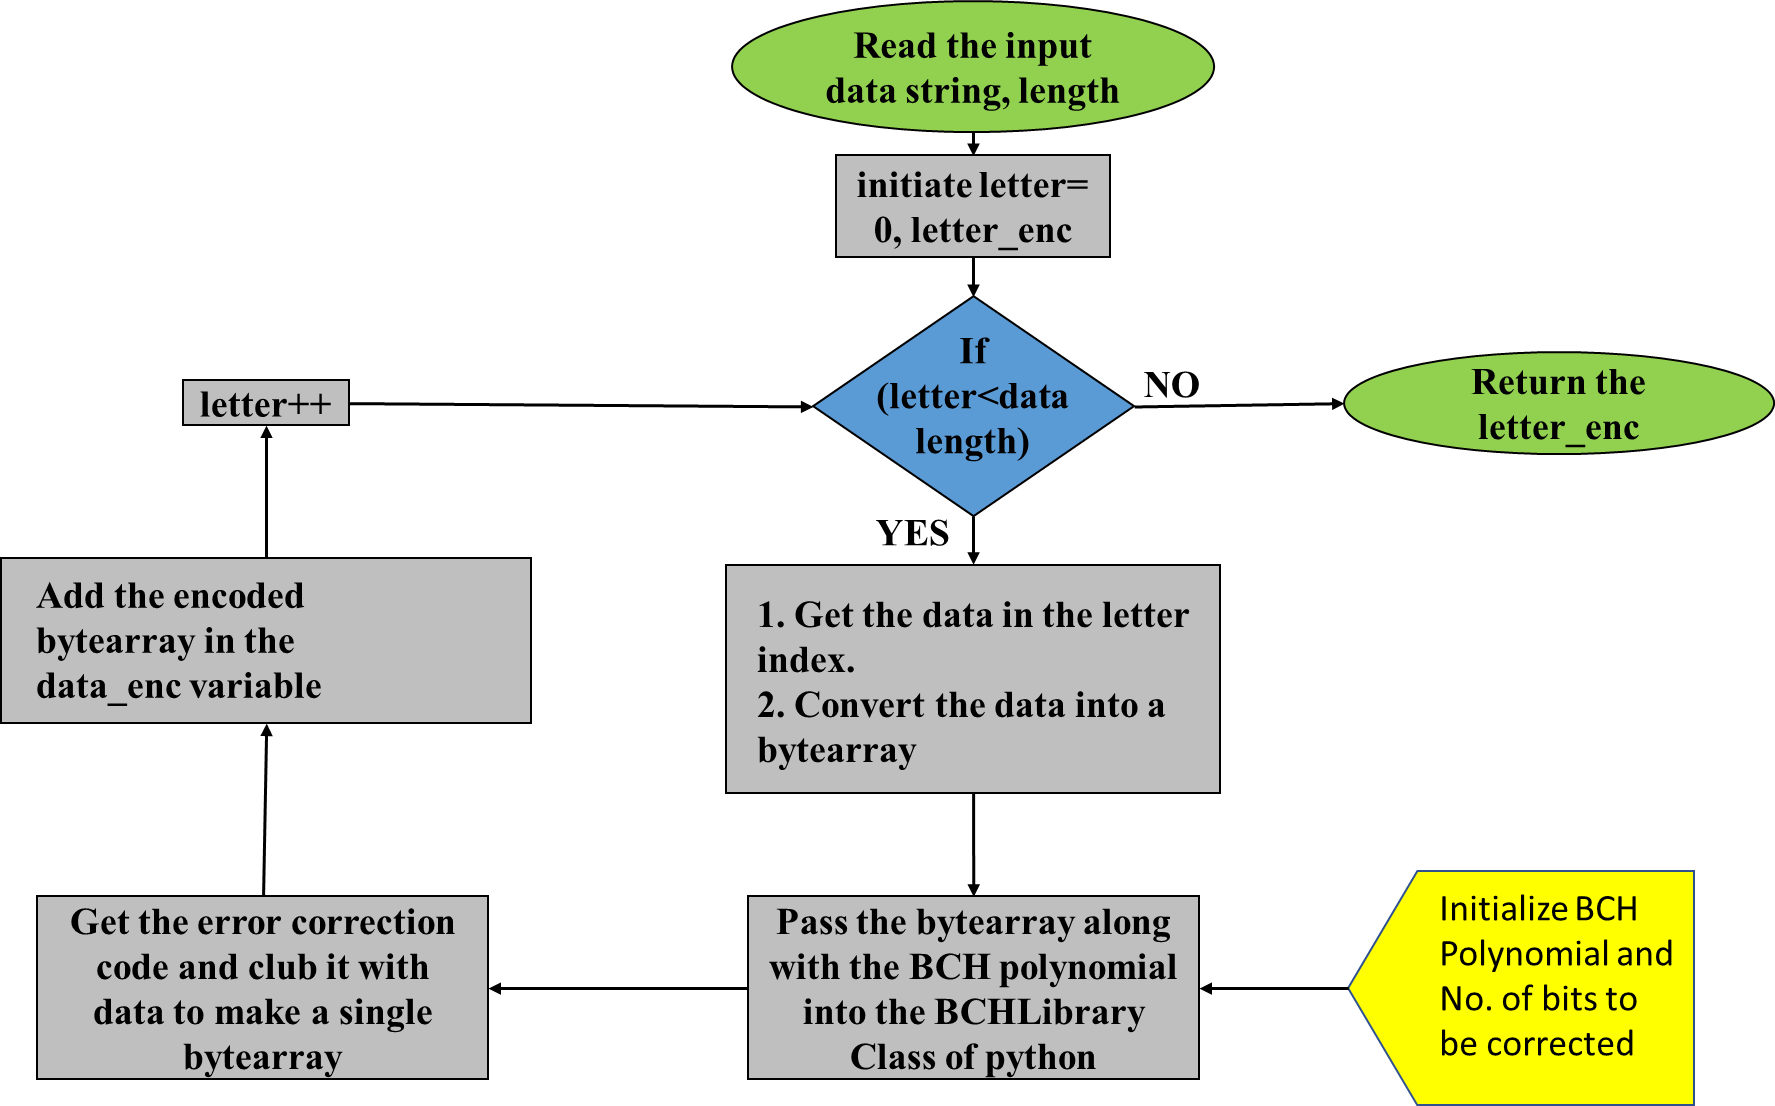 Read the input
data string, length
initiate letter=
0, letter_enc
If
(letter<data
length)
NO
Return the
letter_enc
letter++
YES
1. Get the data in the letter
index.
2. Convert the data into a
bytearray
Add the encoded
bytearray in the
data_enc variable
Get the error correction
code and club it with
data to make a single
bytearray
Pass the bytearray along
with the BCH polynomial
into the BCHLibrary
Class of python
Initialize BCH
Polynomial and
No. of bits to
be corrected